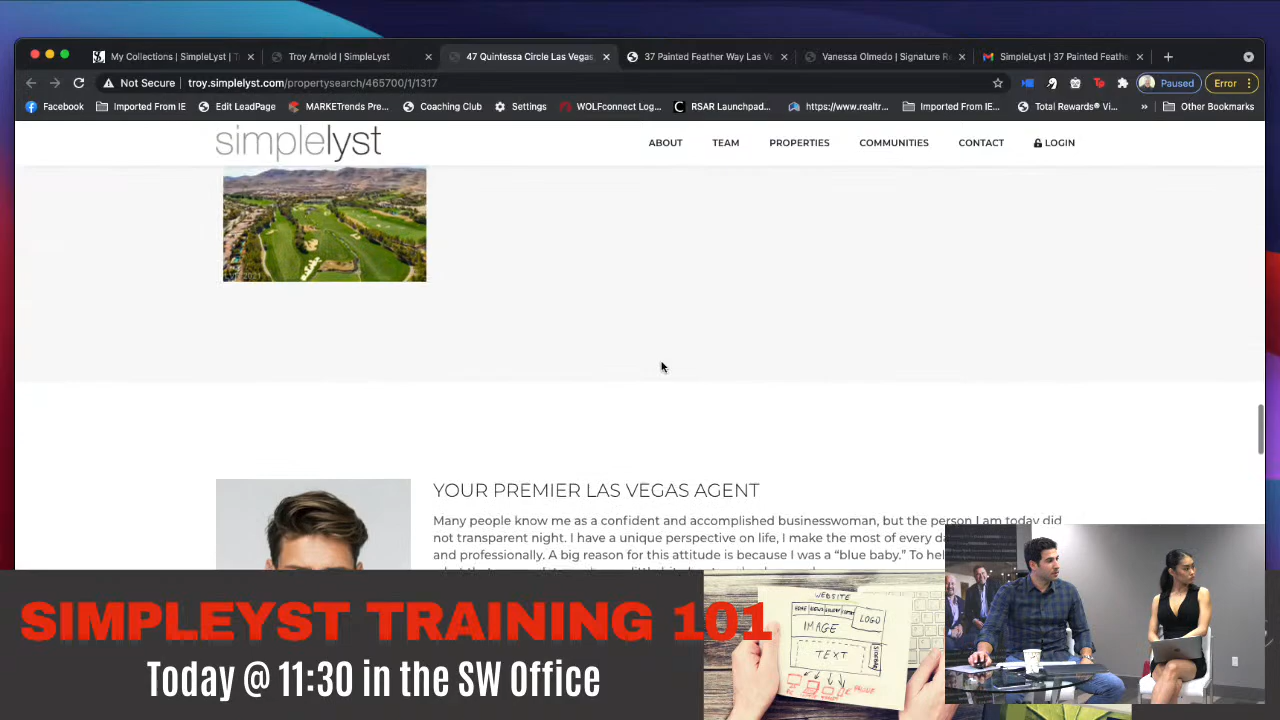 My Collections | SimpleLyst | T
Troy Arnoid | SimpleLyst
47 Quintessa Circle Las Vegas,
37 Painted Feather Way Las Ve
Vanessa Olmedo | Signature R
SimpleLyst | 37 Painted Feathe
Not Secure
troy.simplelyst.com/propertysearch/465700/1/1317
Paused
Error
Facebook
Imported From IE
Edit LeadPage
MARKETrends Pre...
Coaching Club
Settings
WOLFconnect Log...
RSAR Launchpad...
https://www.realtr...
Imported From IE...
Total Rewards® Vi...
Other Bookmarks
simplelyst
ABOUT
TEAM
PROPERTIES
COMMUNITIES
CONTACT
LOGIN
YOUR PREMIER LAS VEGAS AGENT
Many people know me as a confident and accomplished businesswoman, but the person I am today did
not transparent night. I have a unique perspective on life, I make the most of every da
and professionally. A big reason for this attitude is because I was a “blue baby.” To hel
SIMPLEYST TRAINING 101
Today @ 11:30 in the SW Office
WEBSITE
HOME
LOGO
IMAGE
TEXT